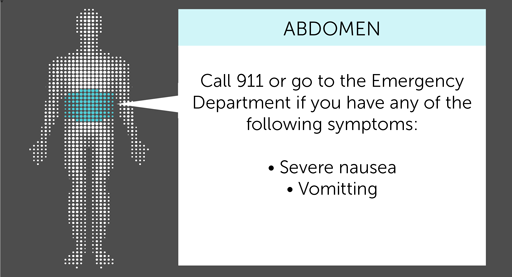 ABDOMEN
Call 911 or go to the Emergency
Department if you have any of the
following symptoms:
• Severe nausea
• Vomitting